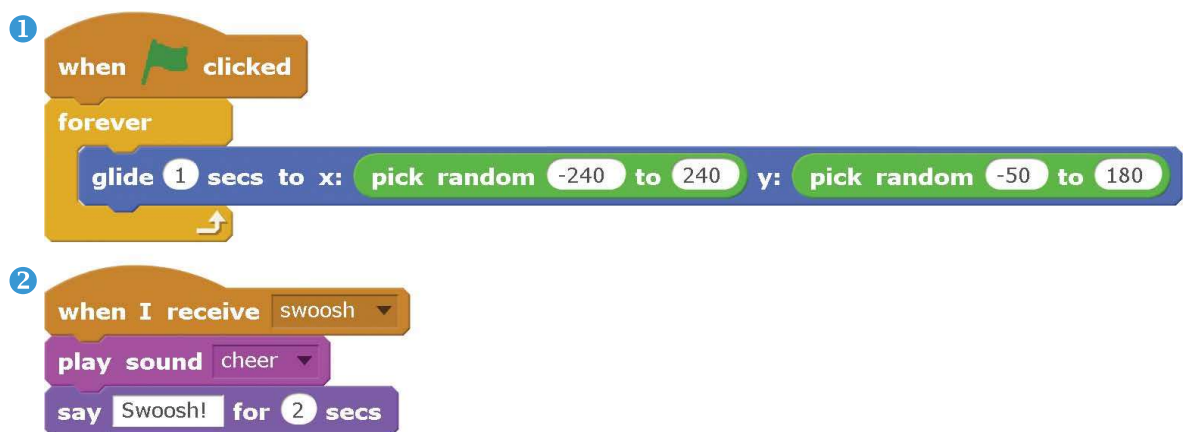 1
when clicked
forever
glide 1 secs to x: pick random -240 to 240 y: pick random -50 to 180
2
when I receive swoosh
play sound cheer
say Swoosh! for 2 secs